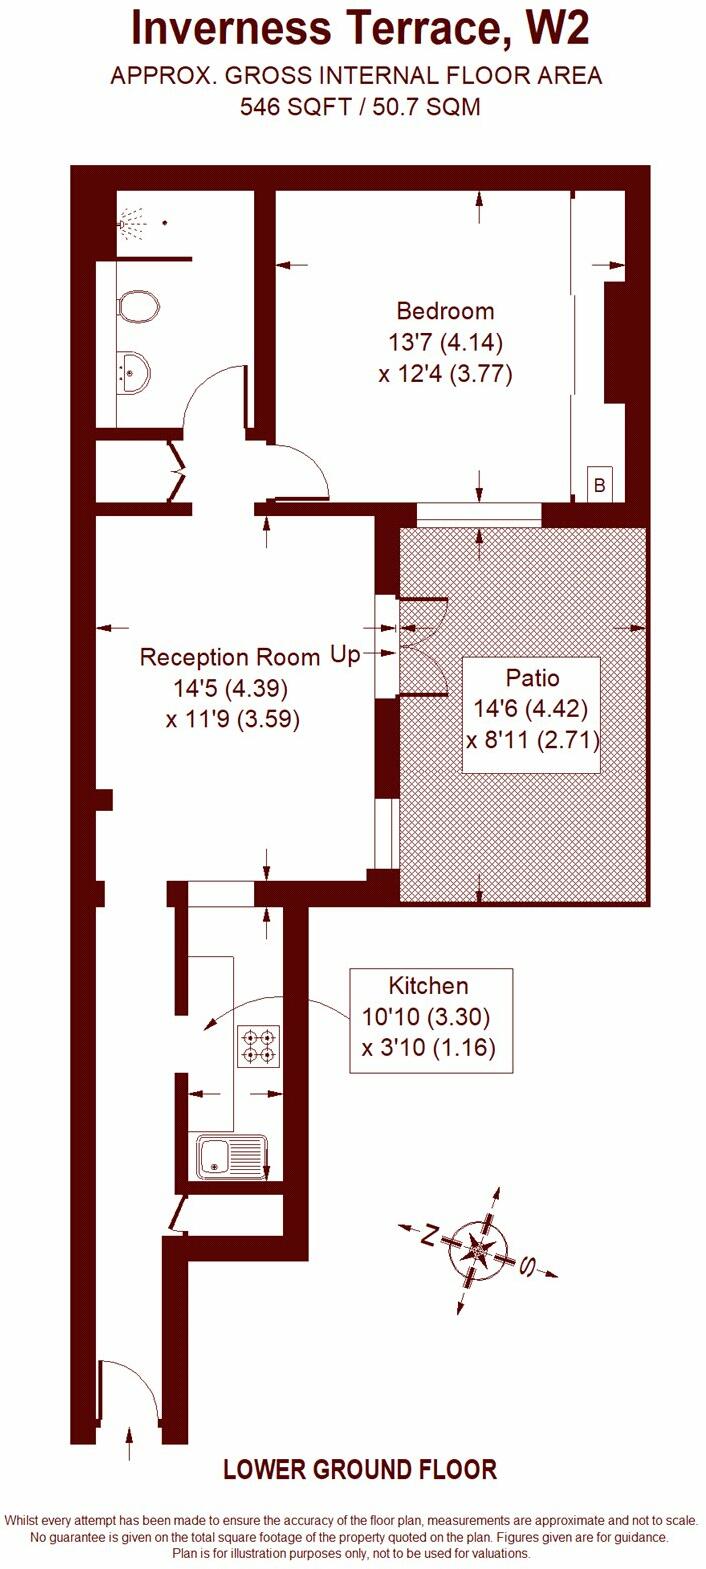 Inverness Terrace, W2
APPROX. GROSS INTERNAL FLOOR AREA
546 SQFT / 50.7 SQM
Bedroom
13'7 (4.14)
x 12'4 (3.77)
B
Reception Room
14'5 (4.39)
x 11'9 (3.59)
Up
Patio
14'6 (4.42)
x 8'11 (2.71)
Kitchen
10'10 (3.30)
x 3'10 (1.16)
N
S
LOWER GROUND FLOOR
Whilst every attempt has been made to ensure the accuracy of the floor plan, measurements are approximate and not to scale.
No guarantee is given on the total square footage of the property quoted on the plan. Figures given are for guidance.
Plan is for illustration purposes only, not to be used for valuations.